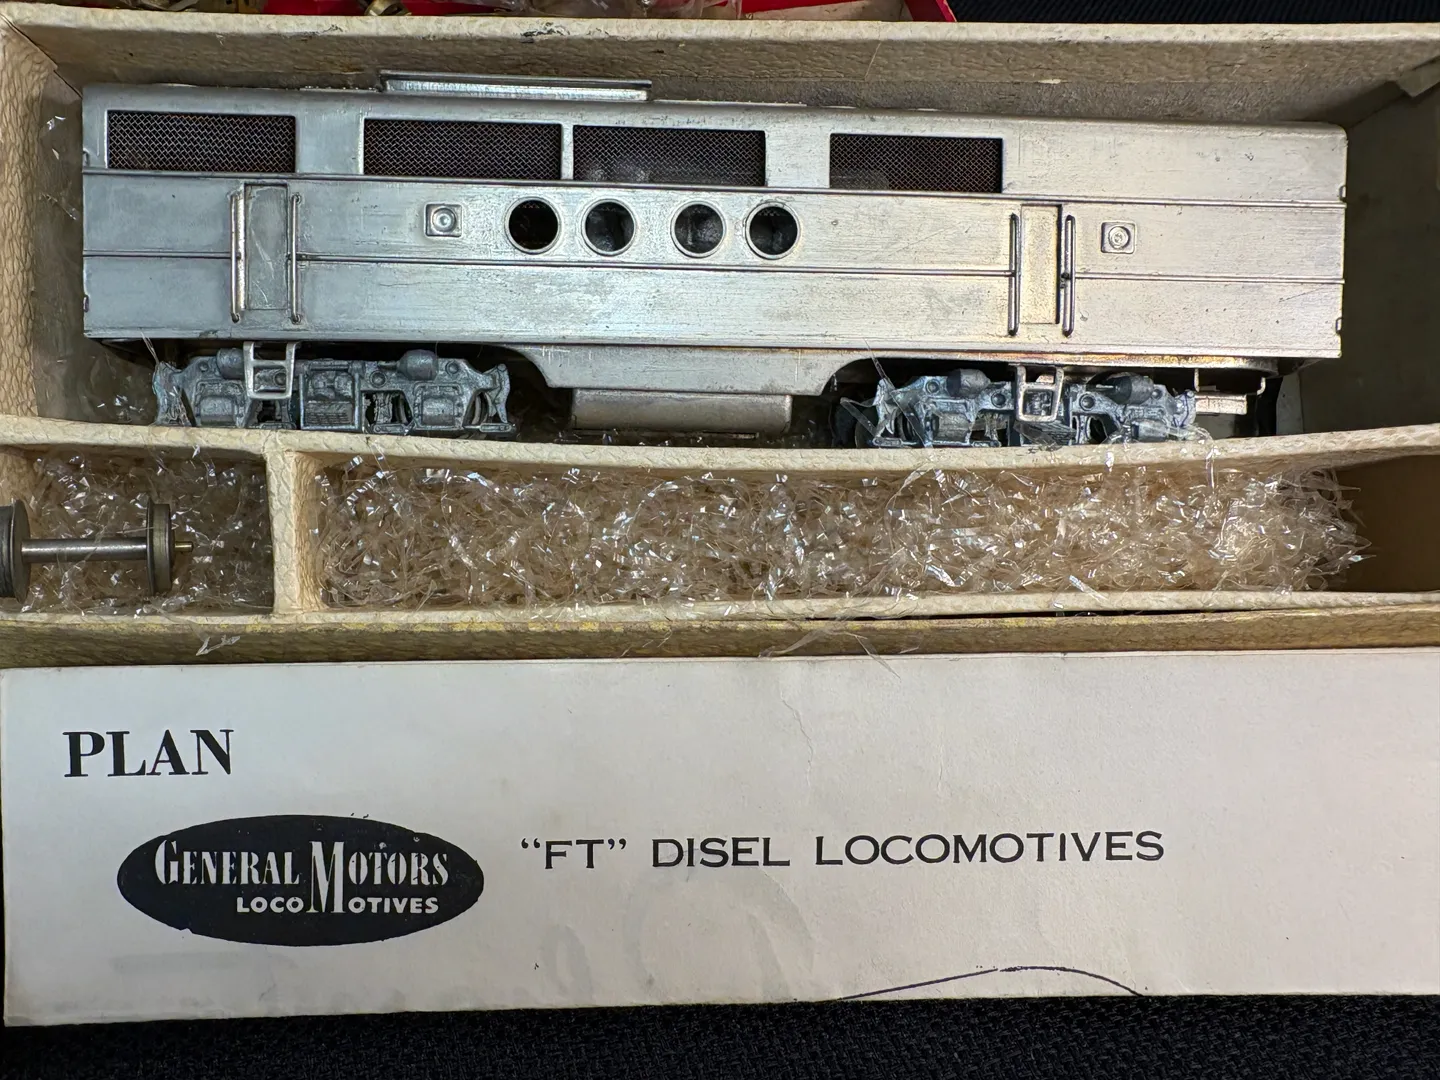 PLAN
GENERAL MOTORS
LOCOMOTIVES
"FT" DISEL LOCOMOTIVES